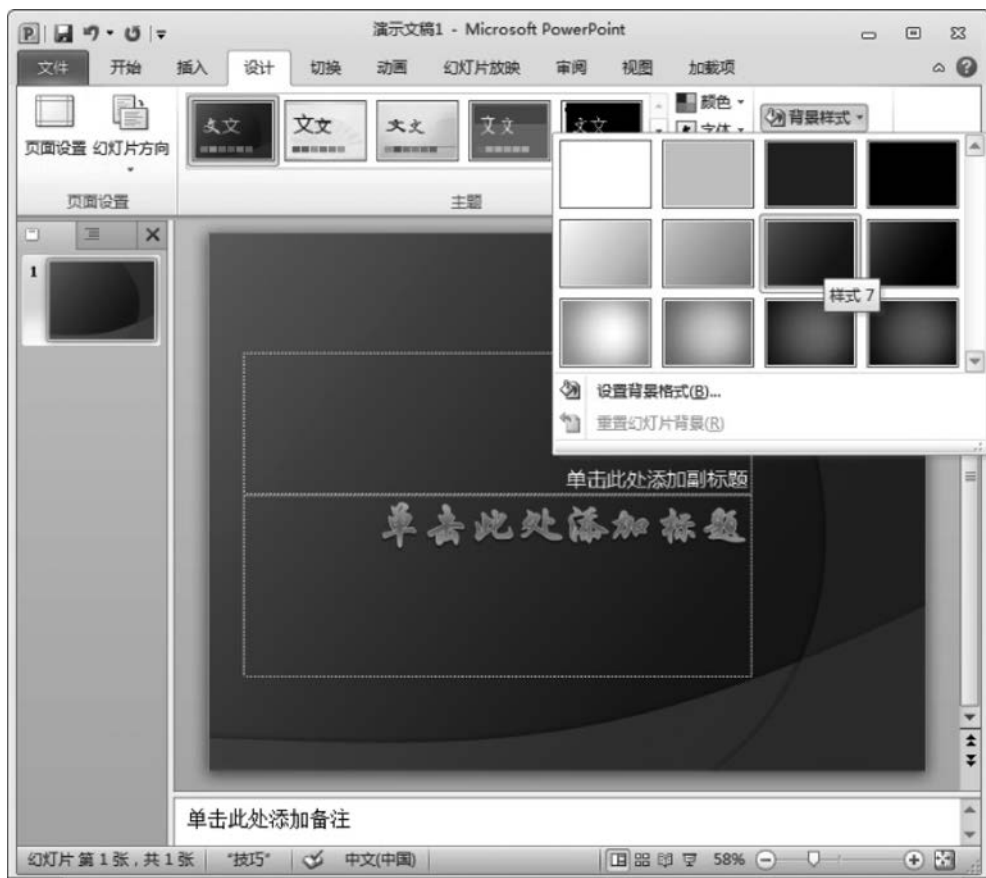 演示文稿1 - Microsoft PowerPoint
文件 开始 插入 设计 切换 动画 幻灯片放映 审阅 视图 加载项
文文 文文 文文 文文 文文 颜色 背景样式
字体
页面设置 幻灯片方向
页面设置 主题
1
样式 7
设置背景格式(B)...
重置幻灯片背景(R)
单击此处添加副标题
单击此处添加标题
单击此处添加备注
幻灯片 第 1 张，共 1 张 "技巧" 中文(中国) 58%